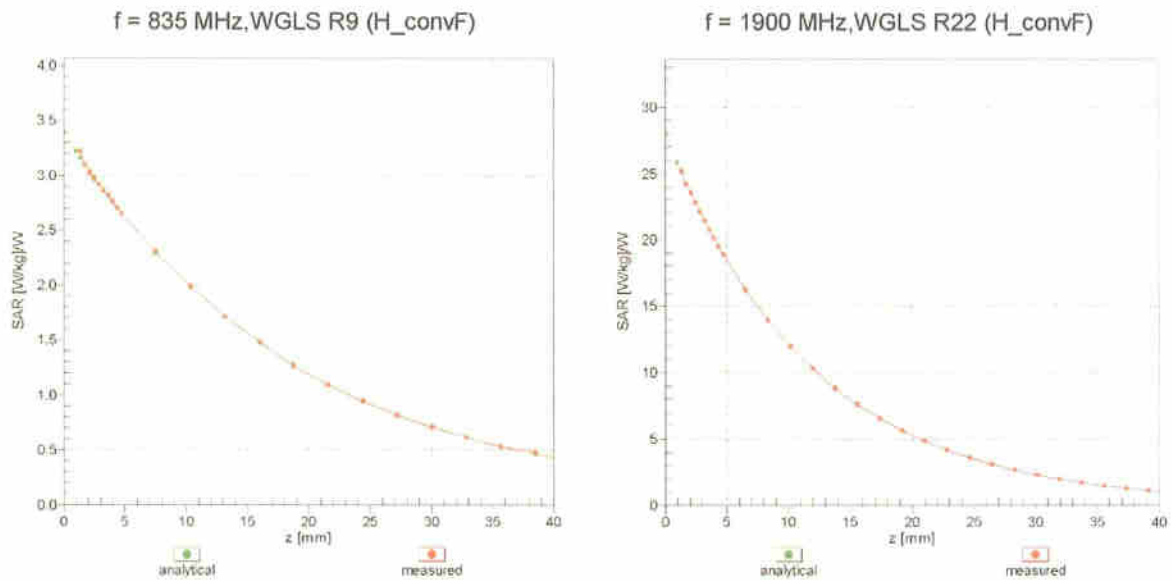 f = 835 MHz,WGLS R9 (H_convF)
4.0
3.5
3.0
2.5
2.0
1.5
1.0
0.5
0.0
SAR [W/kg]/W
0 5 10 15 20 25 30 35 40
z [mm]
analytical measured
f = 1900 MHz,WGLS R22 (H_convF)
30
25
20
15
10
5
0
SAR [W/kg]/W
0 5 10 15 20 25 30 35 40
z [mm]
analytical measured